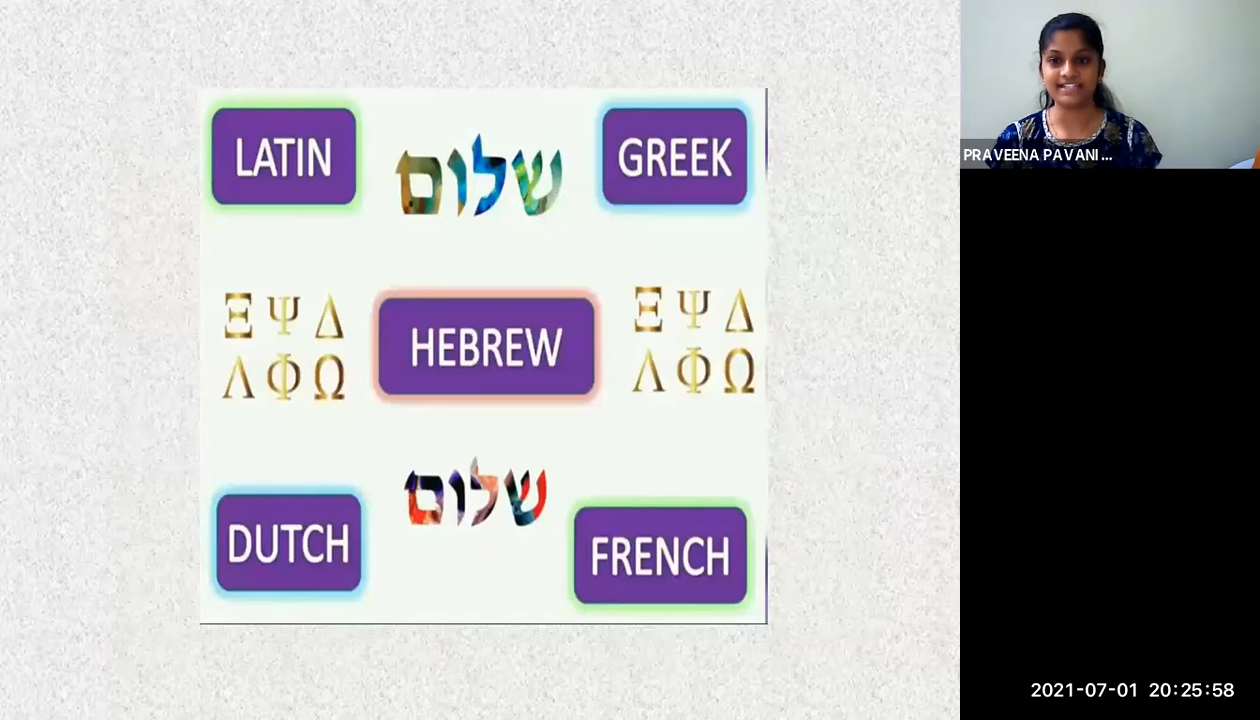 LATIN
שלום
GREEK
Ξ Ψ Δ
Λ Φ Ω
HEBREW
Ξ Ψ Δ
Λ Φ Ω
DUTCH
שלום
FRENCH
PRAVEENA PAVANI ...
2021-07-01 20:25:58